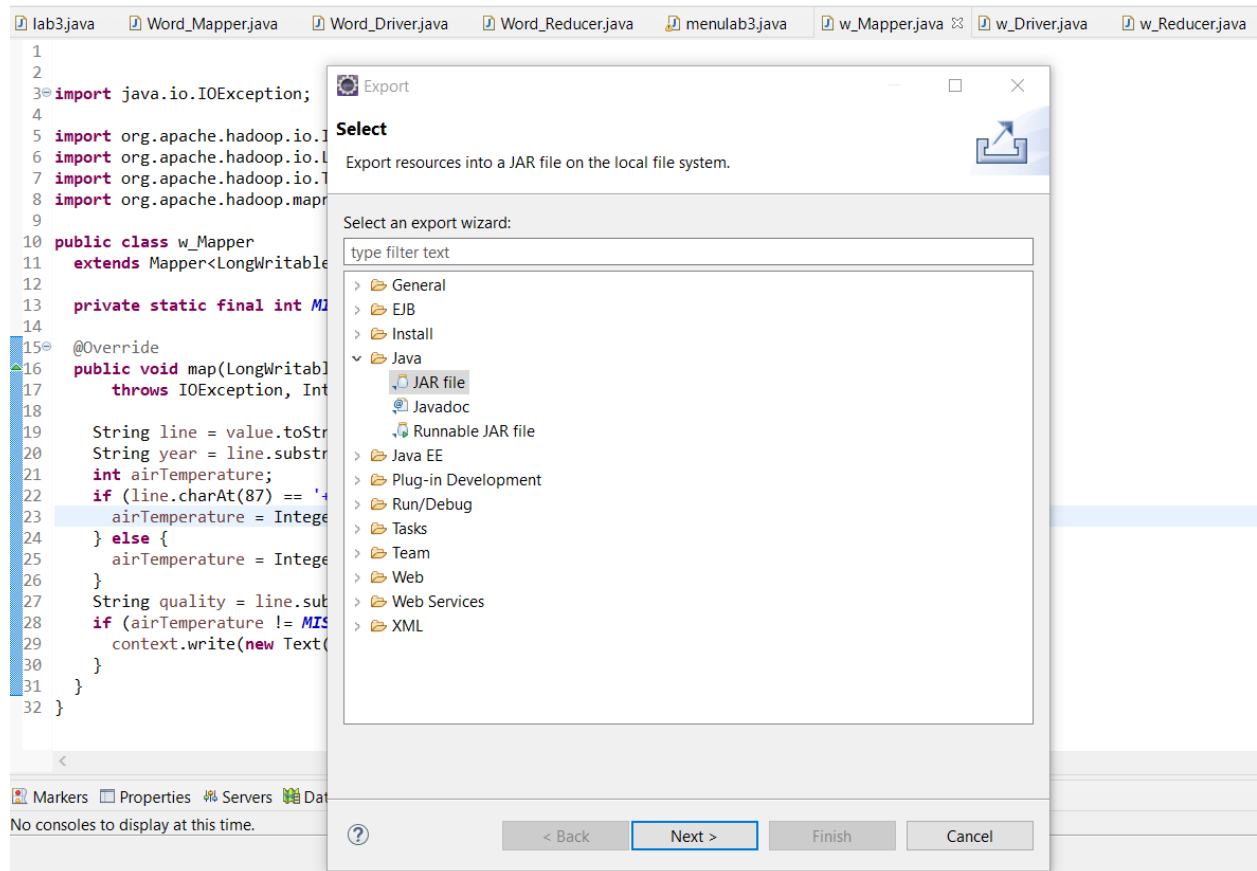 lab3.java Word_Mapper.java Word_Driver.java Word_Reducer.java menulab3.java w_Mapper.java w_Driver.java w_Reducer.java
1
2
3 import java.io.IOException;
4
5 import org.apache.hadoop.io.I
6 import org.apache.hadoop.io.L
7 import org.apache.hadoop.io.T
8 import org.apache.hadoop.mapr
9
10 public class w_Mapper
11 extends Mapper<LongWritable
12
13 private static final int MI
14
15 @Override
16 public void map(LongWritabl
17 throws IOException, Int
18
19 String line = value.toStr
20 String year = line.substr
21 int airTemperature;
22 if (line.charAt(87) == '+
23 airTemperature = Intege
24 } else {
25 airTemperature = Intege
26 }
27 String quality = line.sub
28 if (airTemperature != MIS
29 context.write(new Text(
30 }
31 }
32 }
Export
Select
Export resources into a JAR file on the local file system.
Select an export wizard:
type filter text
General
EJB
Install
Java
JAR file
Javadoc
Runnable JAR file
Java EE
Plug-in Development
Run/Debug
Tasks
Team
Web
Web Services
XML
< Back Next > Finish Cancel
Markers Properties Servers Dat
No consoles to display at this time.